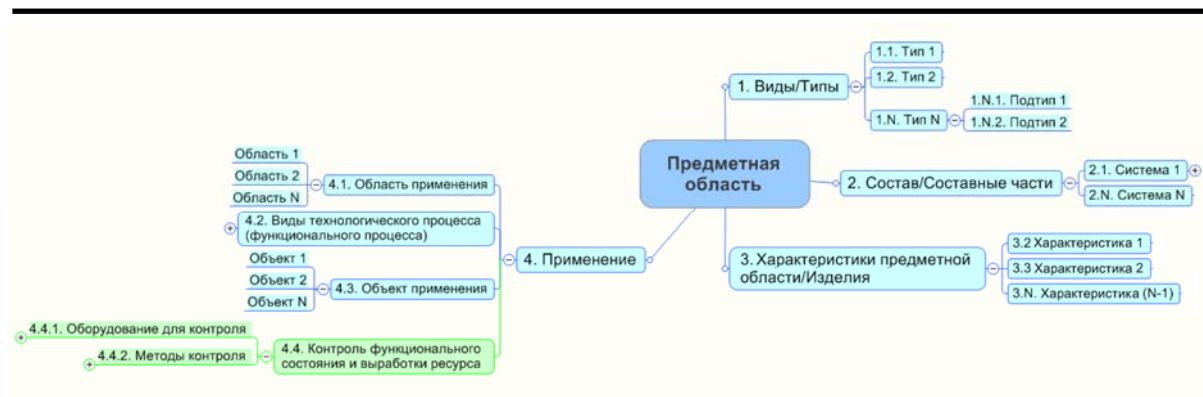 Предметная
область
1. Виды/Типы
1.1. Тип 1
1.2. Тип 2
1.N. Тип N
1.N.1. Подтип 1
1.N.2. Подтип 2
2. Состав/Составные части
2.1. Система 1
2.N. Система N
3. Характеристики предметной
области/Изделия
3.2 Характеристика 1
3.3 Характеристика 2
3.N. Характеристика (N-1)
4. Применение
4.1. Область применения
Область 1
Область 2
Область N
4.2. Виды технологического процесса
(функционального процесса)
4.3. Объект применения
Объект 1
Объект 2
Объект N
4.4. Контроль функционального
состояния и выработки ресурса
4.4.1. Оборудование для контроля
4.4.2. Методы контроля